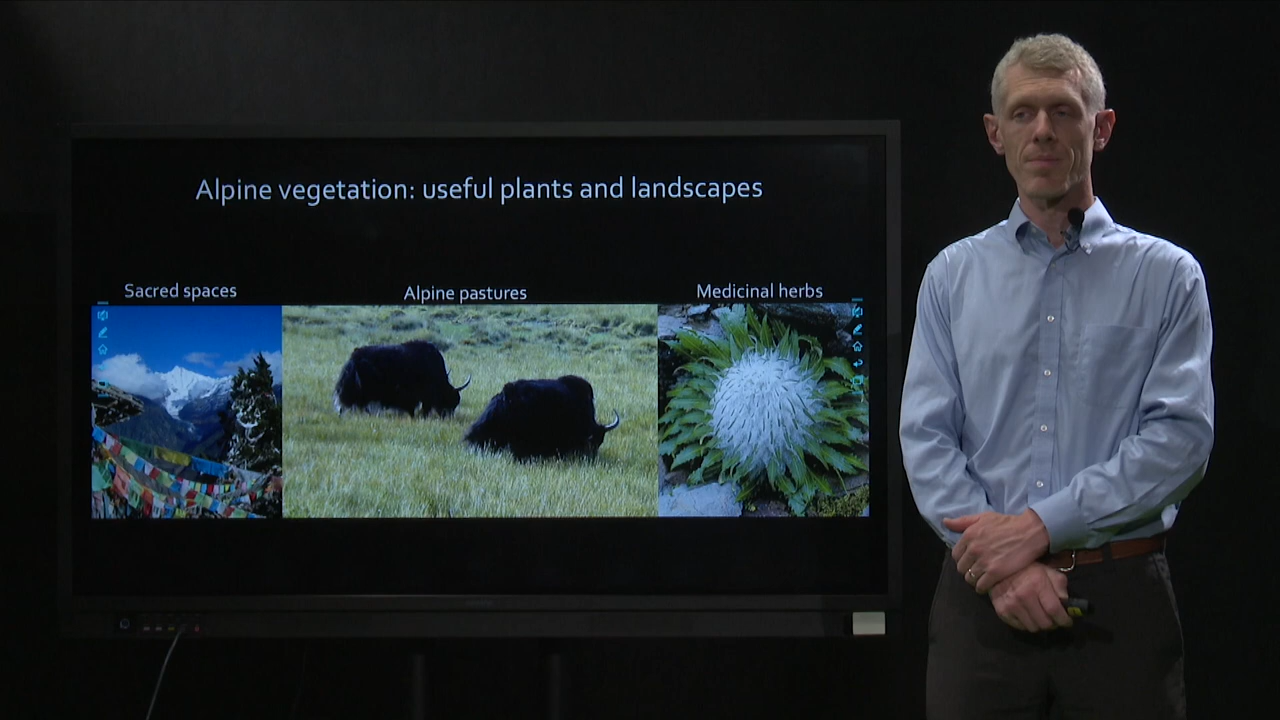 Alpine vegetation: useful plants and landscapes
Sacred spaces
Alpine pastures
Medicinal herbs